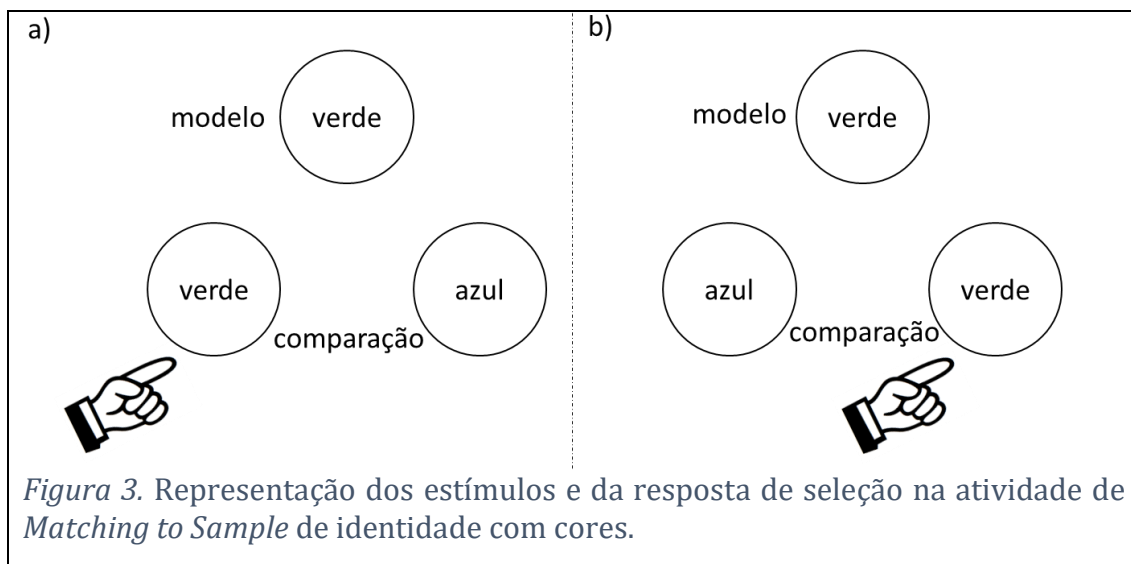 a)
modelo verde
verde azul
comparação
b)
modelo verde
azul verde
comparação
Figura 3. Representação dos estímulos e da resposta de seleção na atividade de
Matching to Sample de identidade com cores.